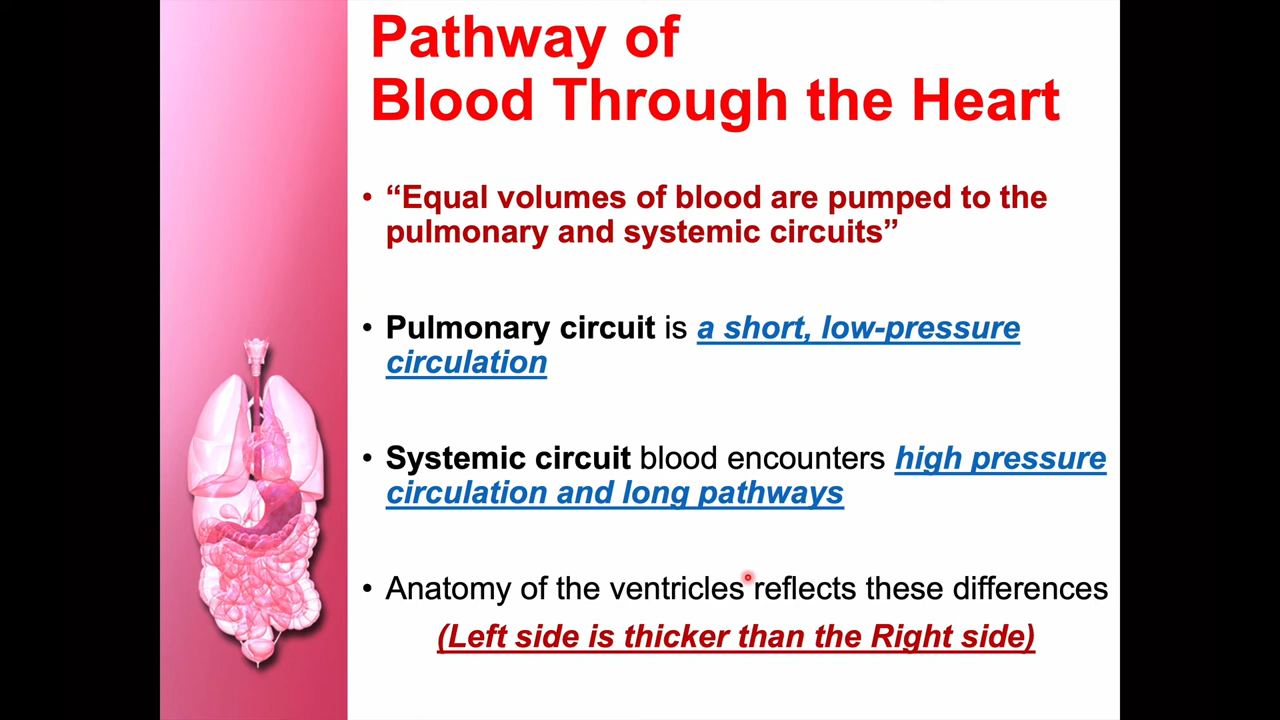 Pathway of
Blood Through the Heart
• “Equal volumes of blood are pumped to the
pulmonary and systemic circuits”
• Pulmonary circuit is a short, low-pressure
circulation
• Systemic circuit blood encounters high pressure
circulation and long pathways
• Anatomy of the ventricles reflects these differences
(Left side is thicker than the Right side)